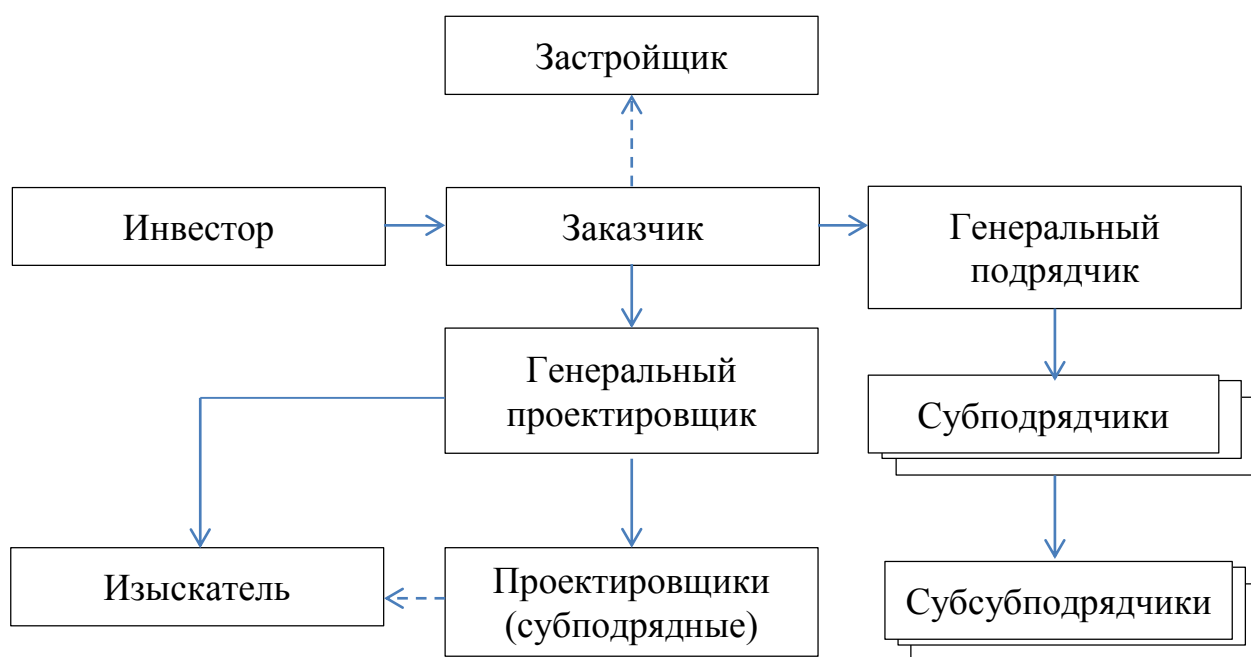 Застройщик
Инвестор
Заказчик
Генеральный
подрядчик
Генеральный
проектировщик
Субподрядчики
Изыскатель
Проектировщики
(субподрядные)
Субсубподрядчики